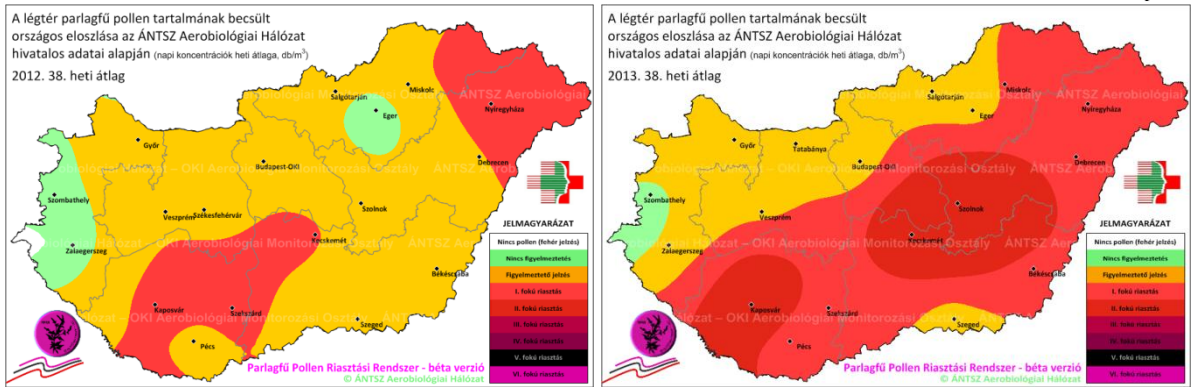 A légtér parlagfű pollen tartalmának becsült
országos eloszlása az ÁNTSZ Aerobiológiai Hálózat
hivatalos adatai alapján (napi koncentrációk heti átlaga, db/m³)
2012. 38. heti átlag
Salgótarján
Miskolc
Nyíregyháza
Eger
Győr
Budapest-OKI
Debrecen
Szombathely
Veszprém
Székesfehérvár
Szolnok
Zalaegerszeg
Kecskemét
Békéscsaba
Kaposvár
Szekszárd
Szeged
Pécs
JELMAGYARÁZAT
Nincs pollen (fehér jelzés)
Nincs figyelmeztetés
Figyelmeztető jelzés
I. fokú riasztás
II. fokú riasztás
III. fokú riasztás
IV. fokú riasztás
V. fokú riasztás
VI. fokú riasztás
Parlagfű Pollen Riasztási Rendszer - béta verzió
© ÁNTSZ Aerobiológiai Hálózat
A légtér parlagfű pollen tartalmának becsült
országos eloszlása az ÁNTSZ Aerobiológiai Hálózat
hivatalos adatai alapján (napi koncentrációk heti átlaga, db/m³)
2013. 38. heti átlag
Salgótarján
Miskolc
Nyíregyháza
Eger
Győr
Tatabánya
Budapest-OKI
Debrecen
Szombathely
Veszprém
Szolnok
Zalaegerszeg
Kecskemét
Békéscsaba
Kaposvár
Szekszárd
Szeged
Pécs
JELMAGYARÁZAT
Nincs pollen (fehér jelzés)
Nincs figyelmeztetés
Figyelmeztető jelzés
I. fokú riasztás
II. fokú riasztás
III. fokú riasztás
IV. fokú riasztás
V. fokú riasztás
VI. fokú riasztás
Parlagfű Pollen Riasztási Rendszer - béta verzió
© ÁNTSZ Aerobiológiai Hálózat